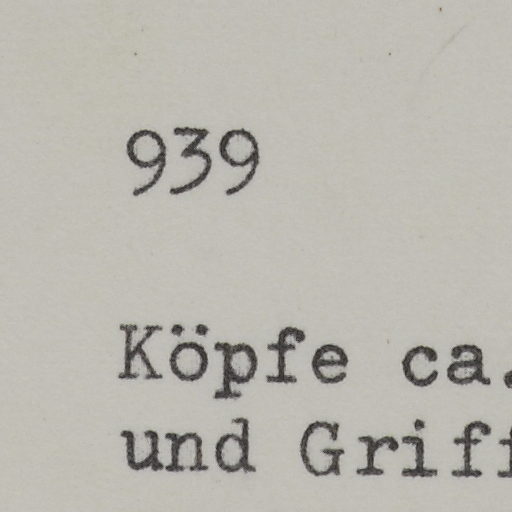 939
Köpfe ca.
und Grif